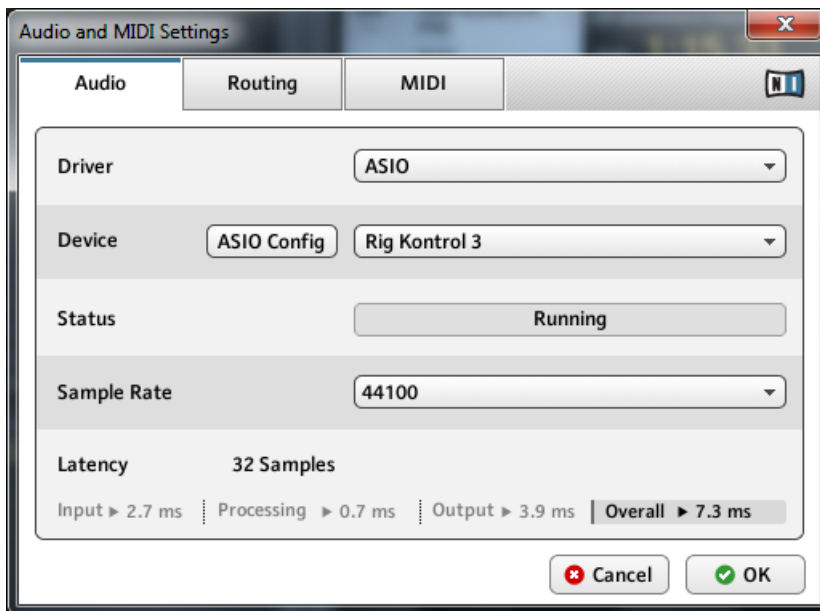 Audio and MIDI Settings
Audio Routing MIDI
NI
Driver ASIO
Device ASIO Config Rig Kontrol 3
Status Running
Sample Rate 44100
Latency 32 Samples
Input ▸ 2.7 ms Processing ▸ 0.7 ms Output ▸ 3.9 ms Overall ▸ 7.3 ms
Cancel OK